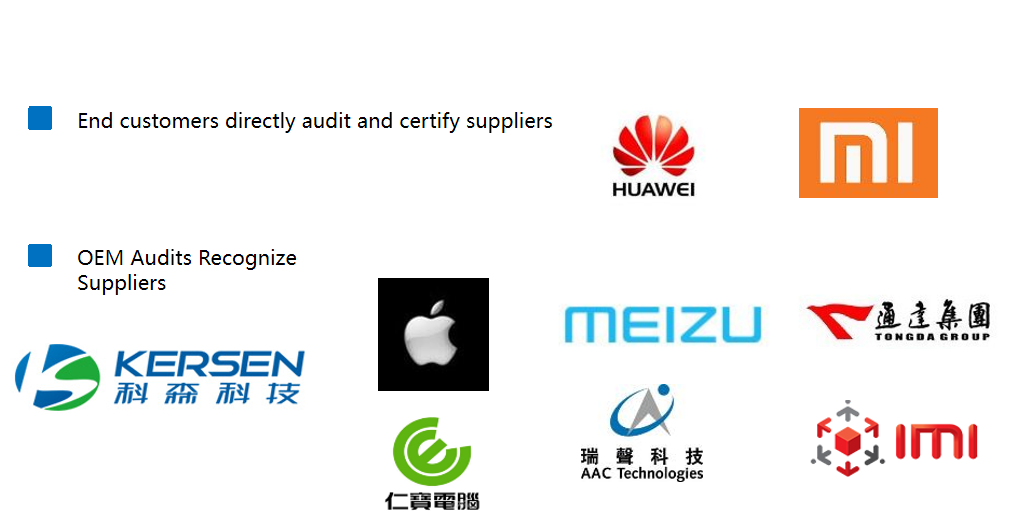 End customers directly audit and certify suppliers
HUAWEI
MI
OEM Audits Recognize
Suppliers
MEIZU
通達集團
TONGDA GROUP
KERSEN
科森科技
瑞聲科技
AAC Technologies
IMI
仁寶電腦